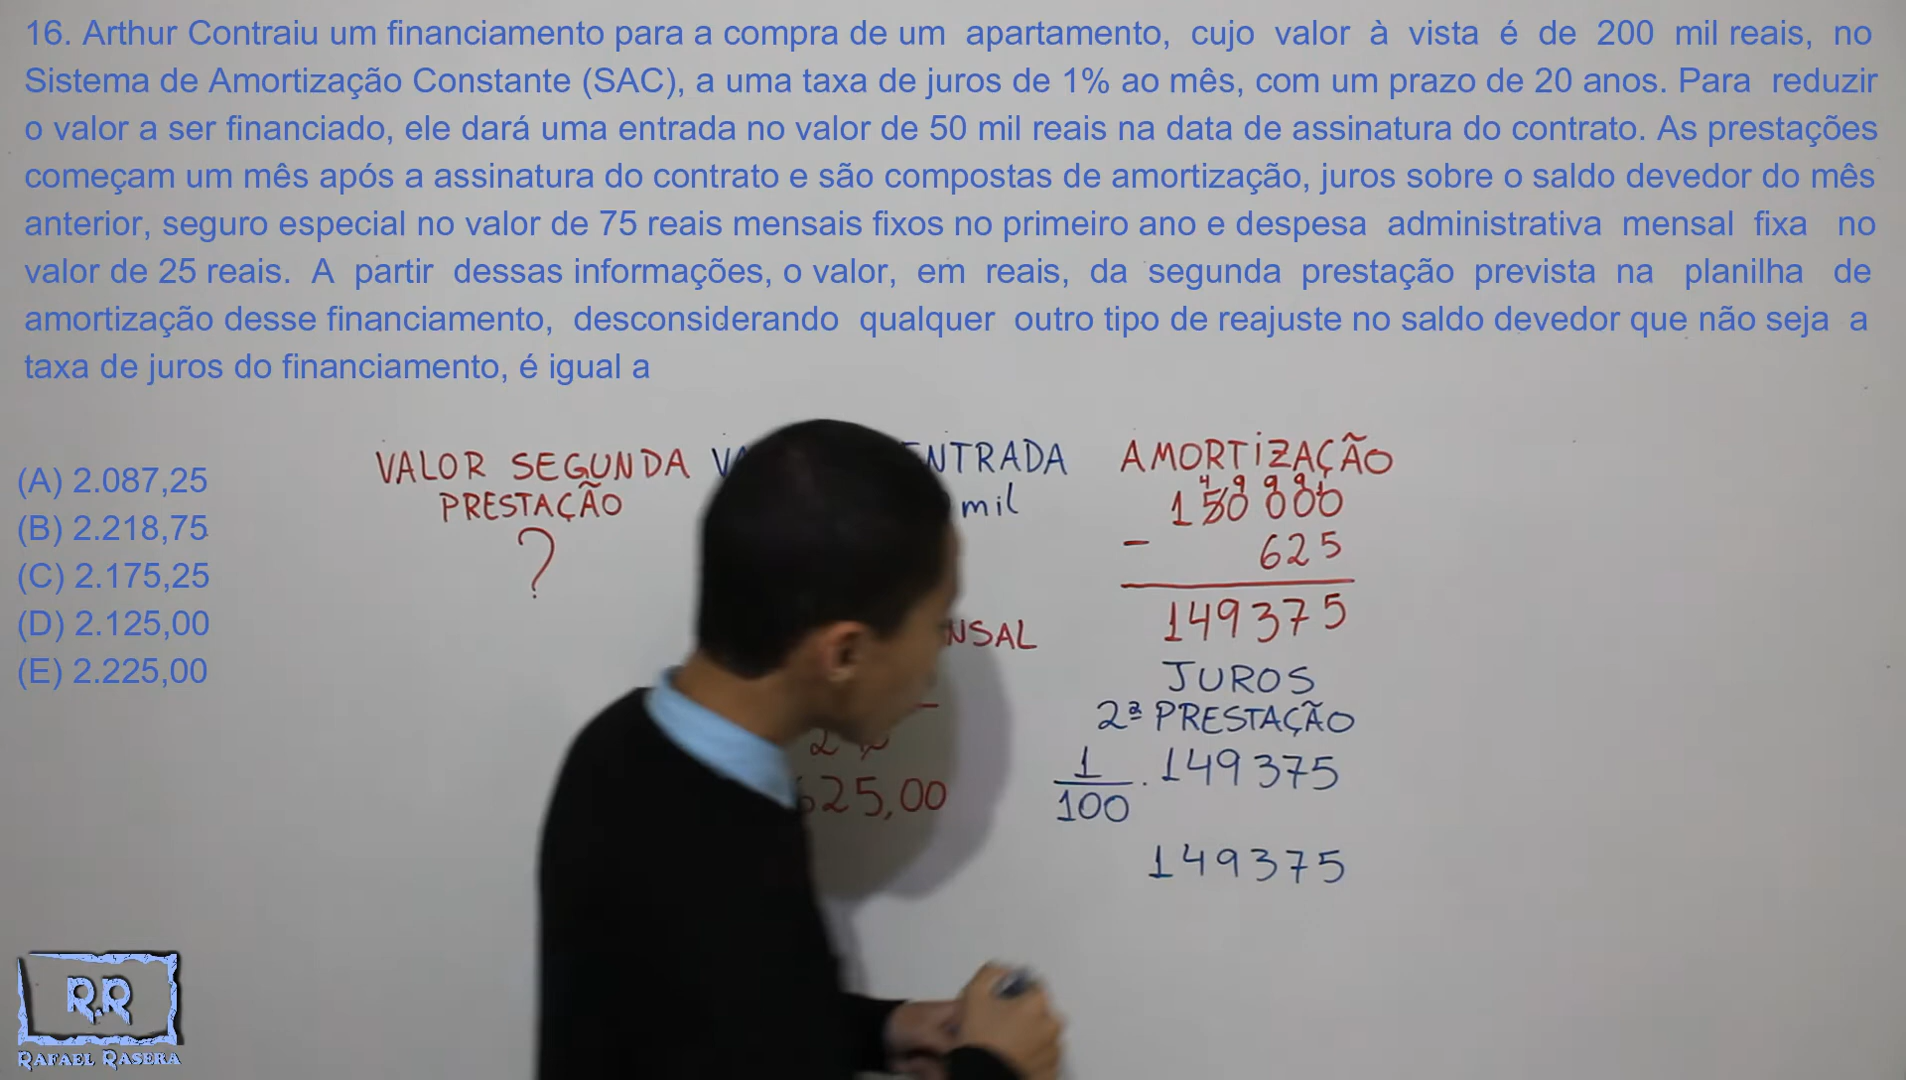 16. Arthur Contraiu um financiamento para a compra de um apartamento, cujo valor à vista é de 200 mil reais, no
Sistema de Amortização Constante (SAC), a uma taxa de juros de 1% ao mês, com um prazo de 20 anos. Para reduzir
o valor a ser financiado, ele dará uma entrada no valor de 50 mil reais na data de assinatura do contrato. As prestações
começam um mês após a assinatura do contrato e são compostas de amortização, juros sobre o saldo devedor do mês
anterior, seguro especial no valor de 75 reais mensais fixos no primeiro ano e despesa administrativa mensal fixa no
valor de 25 reais. A partir dessas informações, o valor, em reais, da segunda prestação prevista na planilha de
amortização desse financiamento, desconsiderando qualquer outro tipo de reajuste no saldo devedor que não seja a
taxa de juros do financiamento, é igual a
(A) 2.087,25
(B) 2.218,75
(C) 2.175,25
(D) 2.125,00
(E) 2.225,00
VALOR SEGUNDA
PRESTAÇÃO
?
NTRADA
mil
NSAL
625,00
AMORTIZAÇÃO
150 000
- 625
149375
JUROS
2ª PRESTAÇÃO
1/100 . 149375
149375
R.R
RAFAEL RASERA